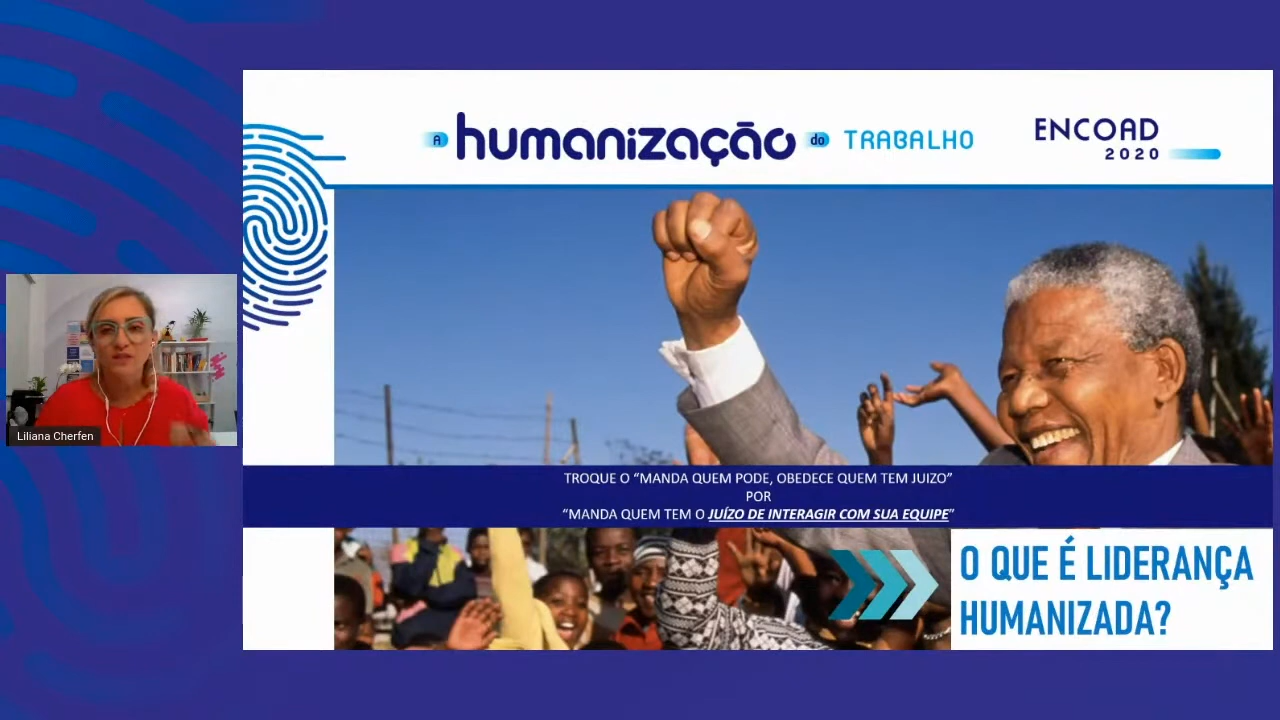 A humanização do TRABALHO
ENCOAD
2020
TROQUE O “MANDA QUEM PODE, OBEDECE QUEM TEM JUIZO”
POR
“MANDA QUEM TEM O JUÍZO DE INTERAGIR COM SUA EQUIPE”
Liliana Cherfen
O QUE É LIDERANÇA
HUMANIZADA?